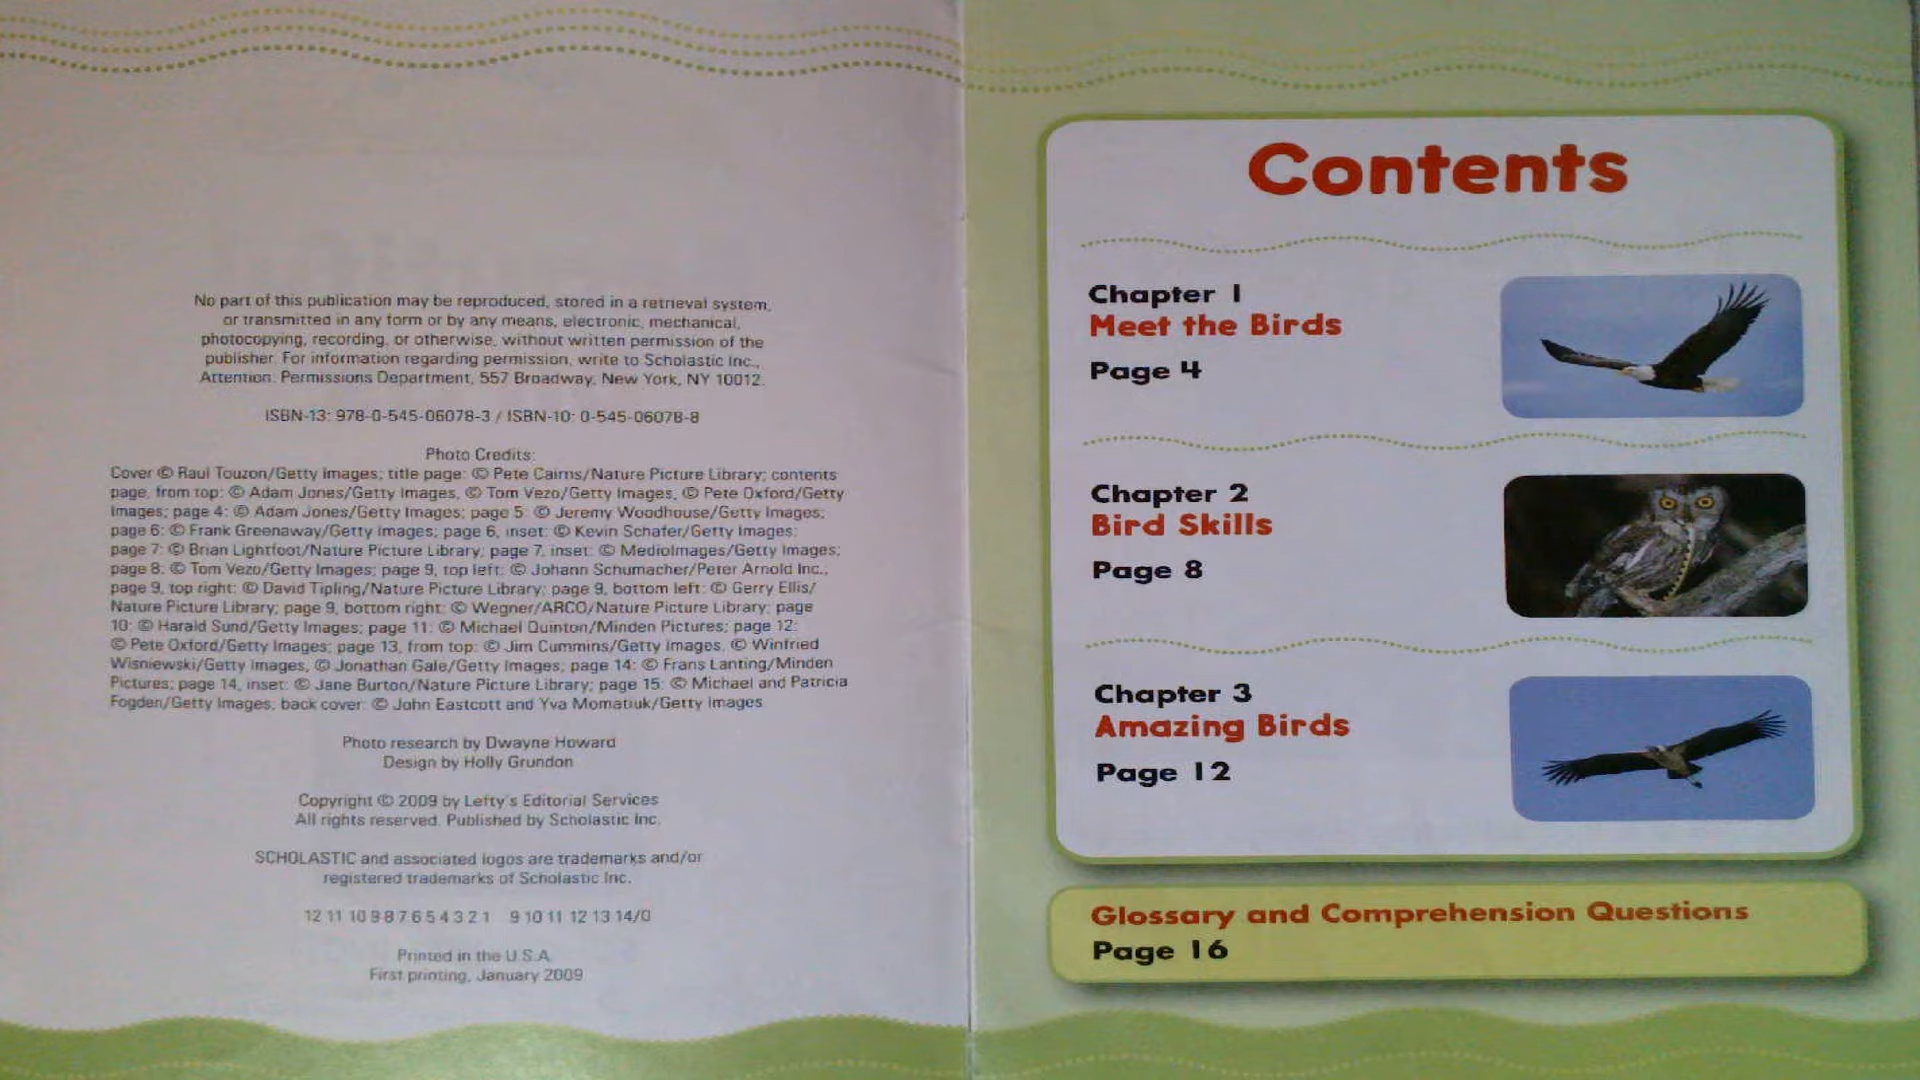 No part of this publication may be reproduced, stored in a retrieval system,
or transmitted in any form or by any means, electronic, mechanical,
photocopying, recording, or otherwise, without written permission of the
publisher. For information regarding permission, write to Scholastic Inc.,
Attention: Permissions Department, 557 Broadway, New York, NY 10012.
ISBN-13: 978-0-545-06078-3 / ISBN-10: 0-545-06078-8
Photo Credits:
Cover © Raul Touzon/Getty Images; title page: © Pete Cairns/Nature Picture Library; contents
page, from top: © Adam Jones/Getty Images, © Tom Vezo/Getty Images, © Pete Oxford/Getty
Images; page 4: © Adam Jones/Getty Images; page 5: © Jeremy Woodhouse/Getty Images;
page 6: © Frank Greenaway/Getty Images; page 6, inset: © Kevin Schafer/Getty Images;
page 7: © Brian Lightfoot/Nature Picture Library; page 7, inset: © MedioImages/Getty Images;
page 8: © Tom Vezo/Getty Images; page 9, top left: © Johann Schumacher/Peter Arnold Inc.;
page 9, top right: © David Tipling/Nature Picture Library; page 9, bottom left: © Gerry Ellis/
Nature Picture Library; page 9, bottom right: © Wegner/ARCO/Nature Picture Library; page
10: © Harald Sund/Getty Images; page 11: © Michael Quinton/Minden Pictures; page 12:
© Pete Oxford/Getty Images; page 13, from top: © Jim Cummins/Getty Images, © Winfried
Wisniewski/Getty Images, © Jonathan Gale/Getty Images; page 14: © Frans Lanting/Minden
Pictures; page 14, inset: © Jane Burton/Nature Picture Library; page 15: © Michael and Patricia
Fogden/Getty Images; back cover: © John Eastcott and Yva Momatiuk/Getty Images
Photo research by Dwayne Howard
Design by Holly Grundon
Copyright © 2009 by Lefty's Editorial Services
All rights reserved. Published by Scholastic Inc.
SCHOLASTIC and associated logos are trademarks and/or
registered trademarks of Scholastic Inc.
12 11 10 9 8 7 6 5 4 3 2 1 9 10 11 12 13 14/0
Printed in the U.S.A.
First printing, January 2009
Contents
Chapter 1
Meet the Birds
Page 4
Chapter 2
Bird Skills
Page 8
Chapter 3
Amazing Birds
Page 12
Glossary and Comprehension Questions
Page 16